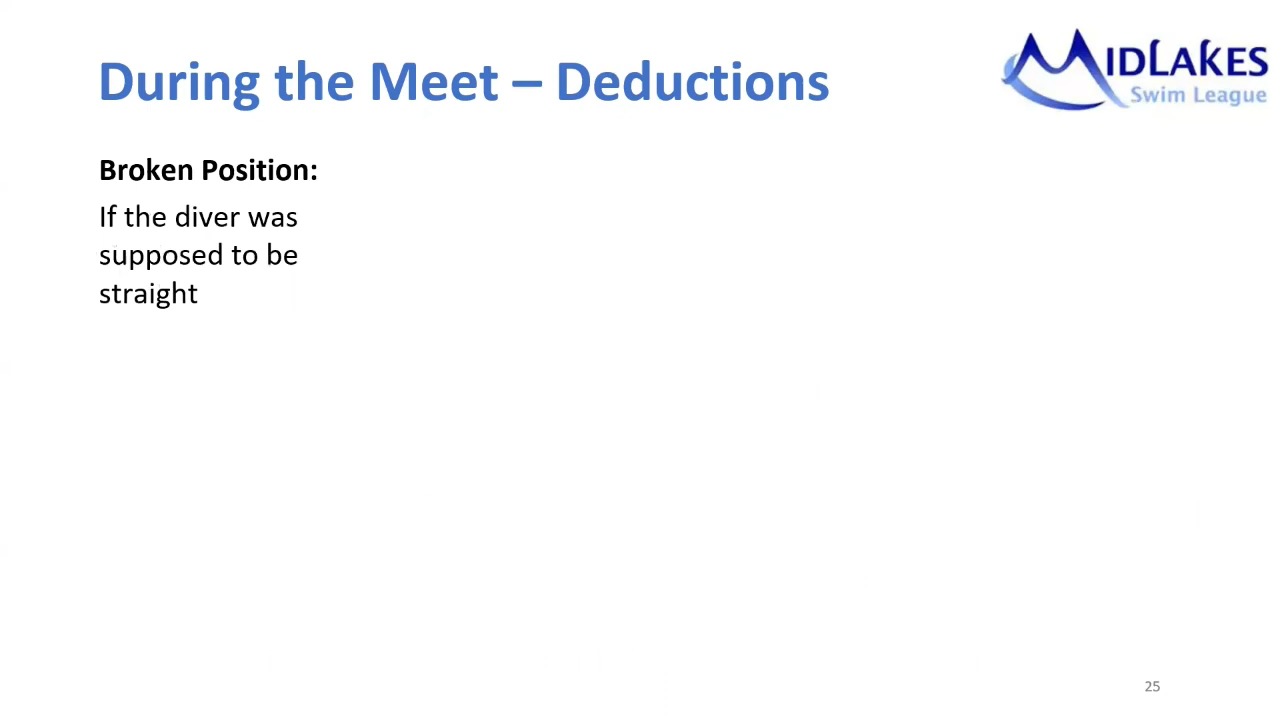 During the Meet – Deductions
MIDLAKES
Swim League
Broken Position:
If the diver was
supposed to be
straight
25